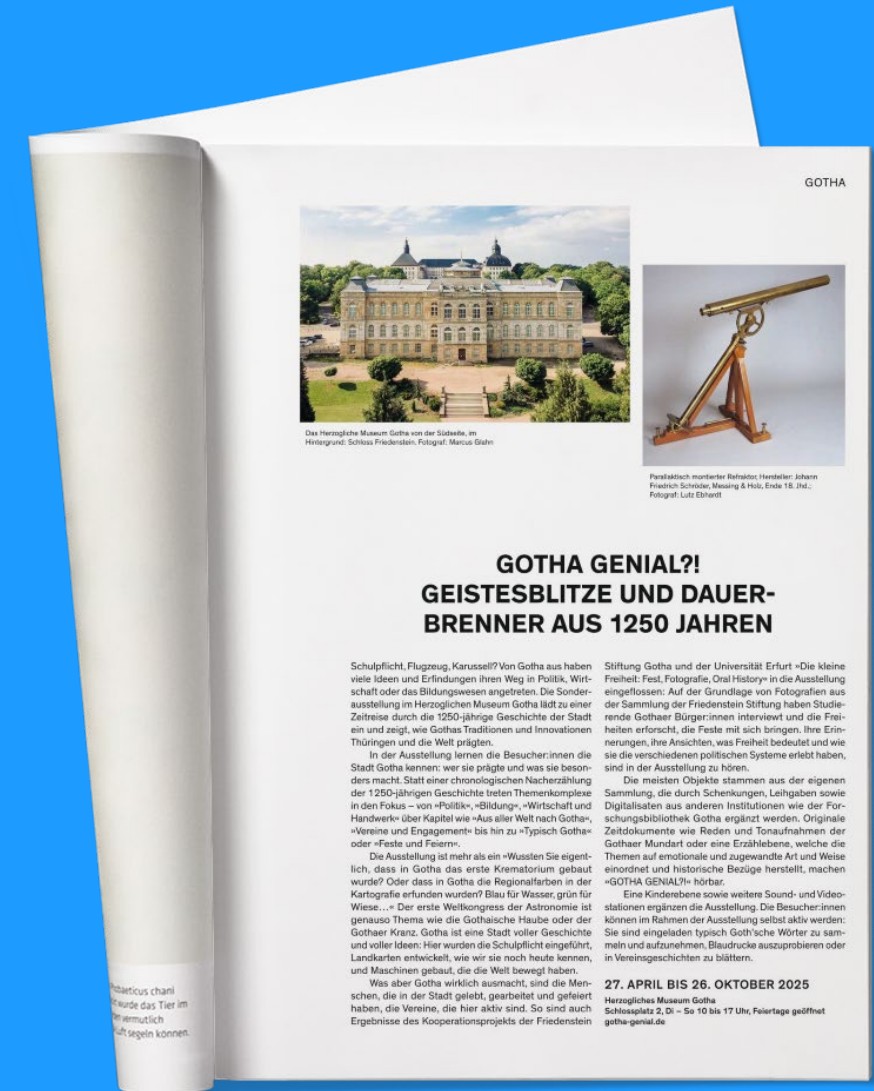 GOTHA
Das Herzogliche Museum Gotha von der Südseite, im
Hintergrund: Schloss Friedenstein. Fotograf: Marcus Glahn
Parallaktisch montierter Refraktor, Hersteller: Johann
Friedrich Schröder, Messing & Holz, Ende 18. Jhd.;
Fotograf: Lutz Ebhardt
GOTHA GENIAL?!
GEISTESBLITZE UND DAUER-
BRENNER AUS 1250 JAHREN
Schulpflicht, Flugzeug, Karussell? Von Gotha aus haben
viele Ideen und Erfindungen ihren Weg in Politik, Wirt-
schaft oder das Bildungswesen angetreten. Die Sonder-
ausstellung im Herzoglichen Museum Gotha lädt zu einer
Zeitreise durch die 1250-jährige Geschichte der Stadt
ein und zeigt, wie Gothas Traditionen und Innovationen
Thüringen und die Welt prägten.
In der Ausstellung lernen die Besucher:innen die
Stadt Gotha kennen: wer sie prägte und was sie beson-
ders macht. Statt einer chronologischen Nacherzählung
der 1250-jährigen Geschichte treten Themenkomplexe
in den Fokus – von »Politik«, »Bildung«, »Wirtschaft und
Handwerk« über Kapitel wie »Aus aller Welt nach Gotha«,
»Vereine und Engagement« bis hin zu »Typisch Gotha«
oder »Feste und Feiern«.
Die Ausstellung ist mehr als ein »Wussten Sie eigent-
lich, dass in Gotha das erste Krematorium gebaut
wurde? Oder dass in Gotha die Regionalfarben in der
Kartografie erfunden wurden? Blau für Wasser, grün für
Wiese…« Der erste Weltkongress der Astronomie ist
genauso Thema wie die Gothaische Haube oder der
Gothaer Kranz. Gotha ist eine Stadt voller Geschichte
und voller Ideen: Hier wurden die Schulpflicht eingeführt,
Landkarten entwickelt, wie wir sie noch heute kennen,
und Maschinen gebaut, die die Welt bewegt haben.
Was aber Gotha wirklich ausmacht, sind die Men-
schen, die in der Stadt gelebt, gearbeitet und gefeiert
haben, die Vereine, die hier aktiv sind. So sind auch
Ergebnisse des Kooperationsprojekts der Friedenstein
Stiftung Gotha und der Universität Erfurt »Die kleine
Freiheit: Fest, Fotografie, Oral History« in die Ausstellung
eingeflossen: Auf der Grundlage von Fotografien aus
der Sammlung der Friedenstein Stiftung haben Studie-
rende Gothaer Bürger:innen interviewt und die Frei-
heiten erforscht, die Feste mit sich bringen. Ihre Erin-
nerungen, ihre Ansichten, was Freiheit bedeutet und wie
sie die verschiedenen politischen Systeme erlebt haben,
sind in der Ausstellung zu hören.
Die meisten Objekte stammen aus der eigenen
Sammlung, die durch Schenkungen, Leihgaben sowie
Digitalisaten aus anderen Institutionen wie der For-
schungsbibliothek Gotha ergänzt werden. Originale
Zeitdokumente wie Reden und Tonaufnahmen der
Gothaer Mundart oder eine Erzählebene, welche die
Themen auf emotionale und zugewandte Art und Weise
einordnet und historische Bezüge herstellt, machen
»GOTHA GENIAL?!« hörbar.
Eine Kinderebene sowie weitere Sound- und Video-
stationen ergänzen die Ausstellung. Die Besucher:innen
können im Rahmen der Ausstellung selbst aktiv werden:
Sie sind eingeladen typisch Goth'sche Wörter zu sam-
meln und aufzunehmen, Blaudrucke auszuprobieren oder
in Vereinsgeschichten zu blättern.
27. APRIL BIS 26. OKTOBER 2025
Herzogliches Museum Gotha
Schlossplatz 2, Di – So 10 bis 17 Uhr, Feiertage geöffnet
gotha-genial.de
chani
wurde das Tier im
vermutlich
Luft segeln können.